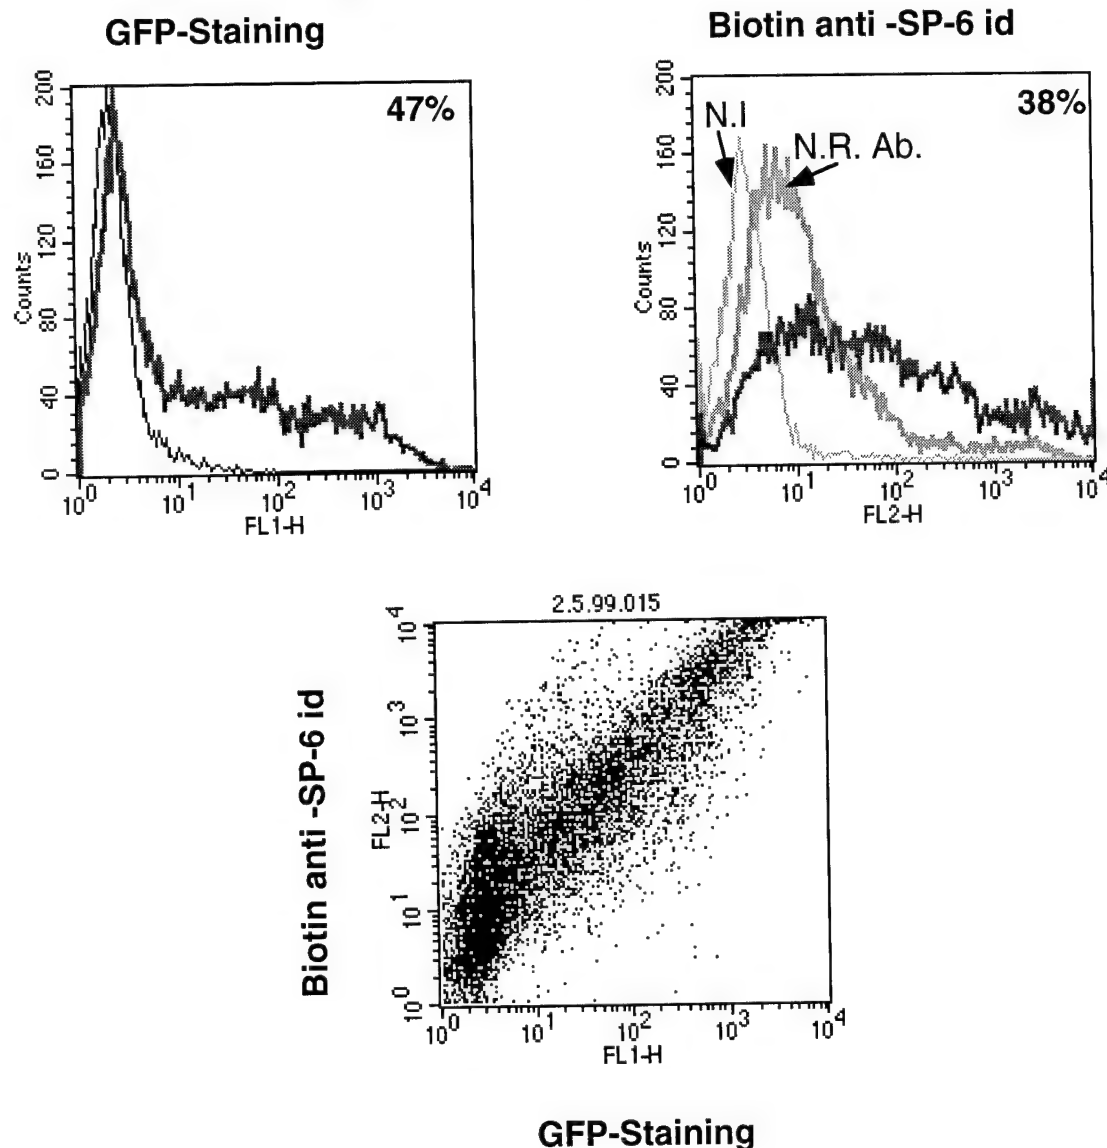 GFP-Staining
47%
200
160
120
80
40
0
Counts
10^0 10^1 10^2 10^3 10^4
FL1-H
Biotin anti -SP-6 id
38%
N.I
N.R. Ab.
200
160
120
80
40
0
Counts
10^0 10^1 10^2 10^3 10^4
FL2-H
2.5.99.015
Biotin anti -SP-6 id
FL2-H
10^4
10^3
10^2
10^1
10^0
10^0 10^1 10^2 10^3 10^4
FL1-H
GFP-Staining